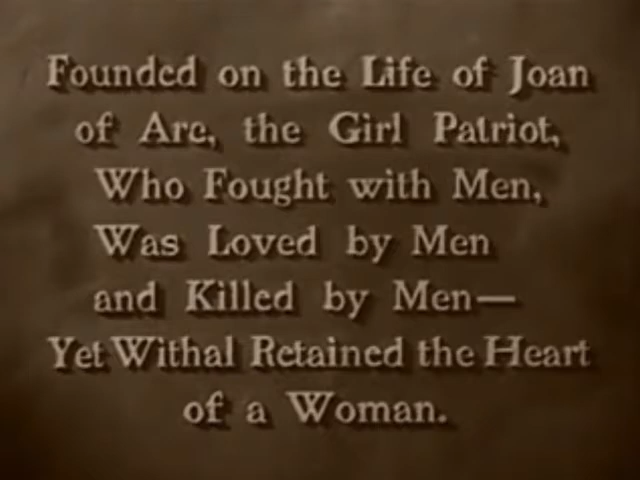 Founded on the Life of Joan
of Arc, the Girl Patriot,
Who Fought with Men,
Was Loved by Men
and Killed by Men—
Yet Withal Retained the Heart
of a Woman.